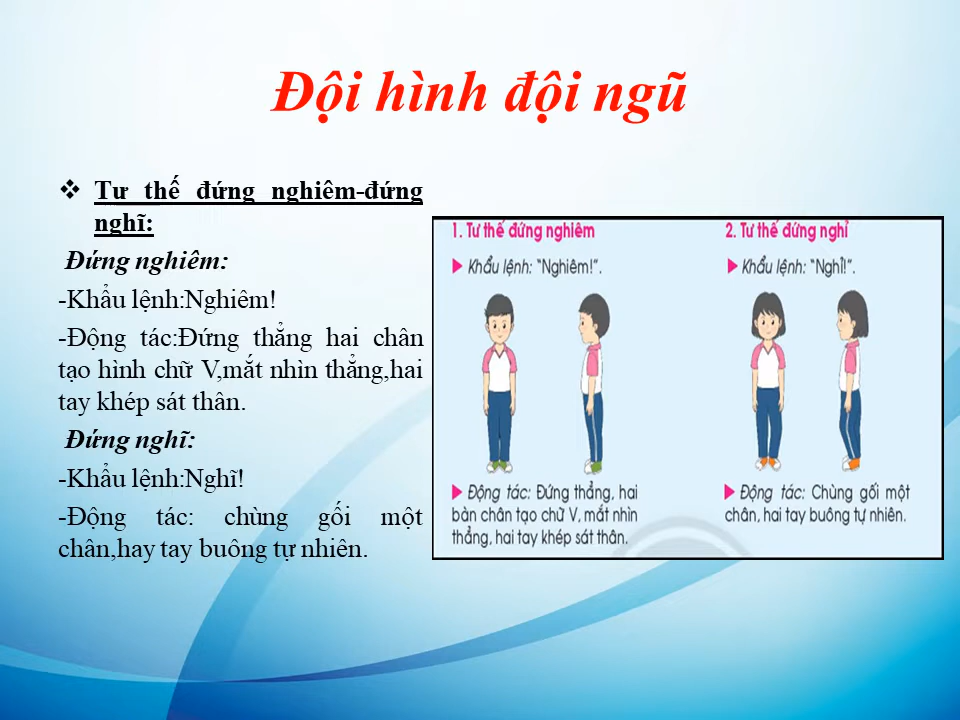 Đội hình đội ngũ
❖ Tư thế đứng nghiêm-đứng
nghĩ:
Đứng nghiêm:
-Khẩu lệnh:Nghiêm!
-Động tác:Đứng thẳng hai chân
tạo hình chữ V,mắt nhìn thẳng,hai
tay khép sát thân.
Đứng nghĩ:
-Khẩu lệnh:Nghĩ!
-Động tác: chùng gối một
chân,hay tay buông tự nhiên.
1. Tư thế đứng nghiêm
▶ Khẩu lệnh: “Nghiêm!”.
▶ Động tác: Đứng thẳng, hai
bàn chân tạo chữ V, mắt nhìn
thẳng, hai tay khép sát thân.
2. Tư thế đứng nghỉ
▶ Khẩu lệnh: “Nghỉ!”.
▶ Động tác: Chùng gối một
chân, hai tay buông tự nhiên.